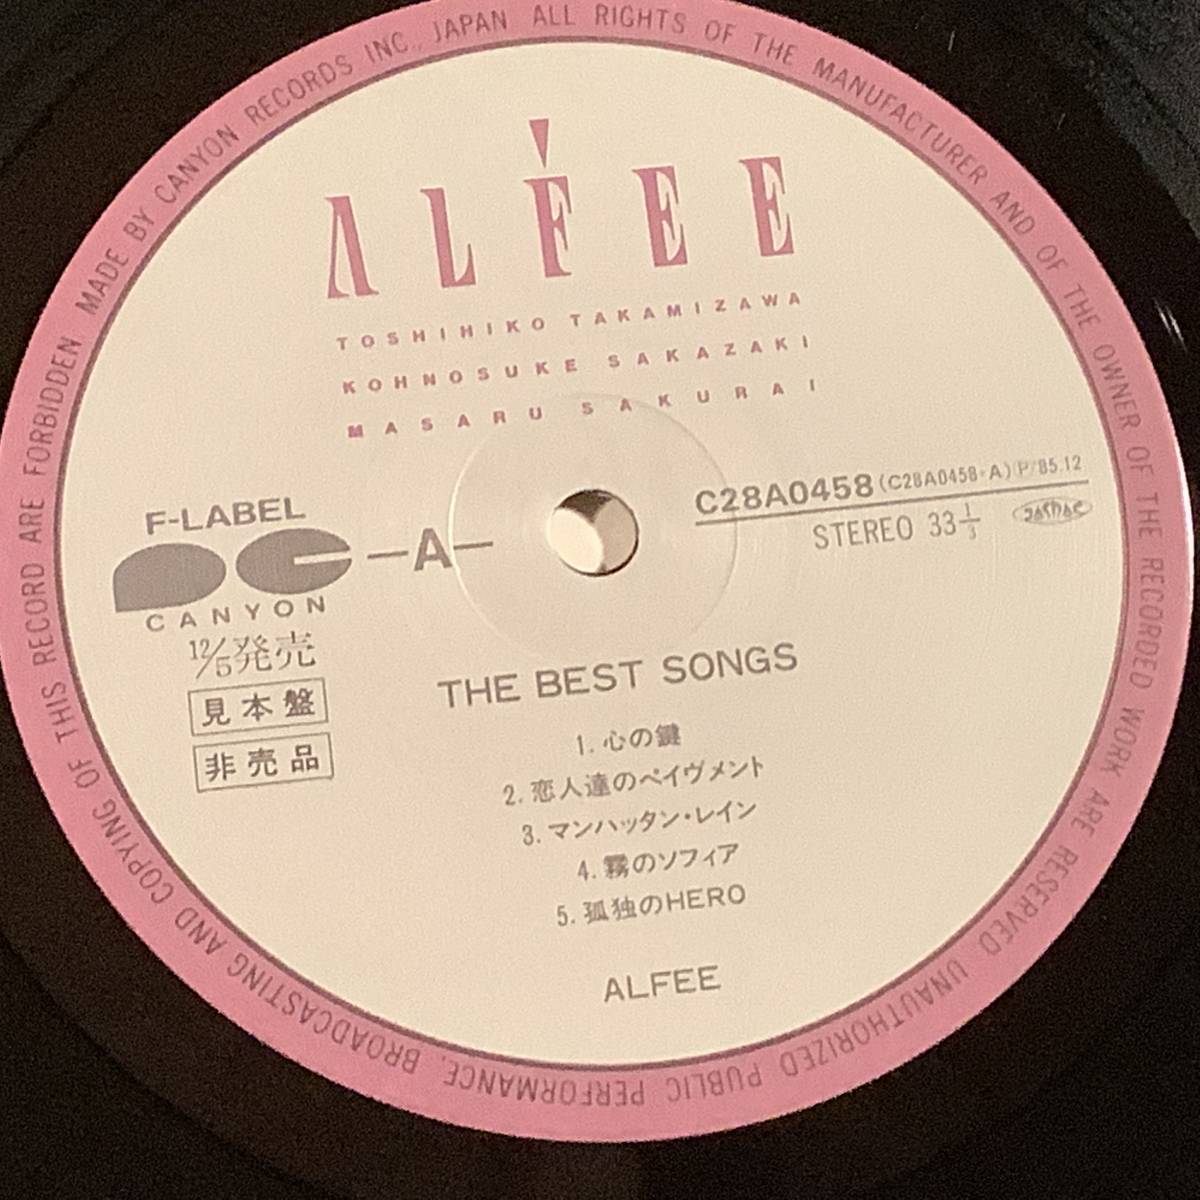 MADE BY CANYON RECORDS INC., JAPAN ALL RIGHTS OF THE MANUFACTURER AND OF THE OWNER OF THE RECORDED WORK ARE RESERVED UNAUTHORIZED PUBLIC PERFORMANCE, BROADCASTING AND COPYING OF THIS RECORD ARE FORBIDDEN
ALFEE
TOSHIHIKO TAKAMIZAWA
KOHNOSUKE SAKAZAKI
MASARU SAKURAI
F-LABEL
CANYON
12/5発売
見本盤
非売品
—A—
C28A0458 (C28A0458-A) Ⓟ'85.12
STEREO 33 1/3
JASRAC
THE BEST SONGS
1. 心の鍵
2. 恋人達のペイヴメント
3. マンハッタン・レイン
4. 霧のソフィア
5. 孤独のHERO
ALFEE